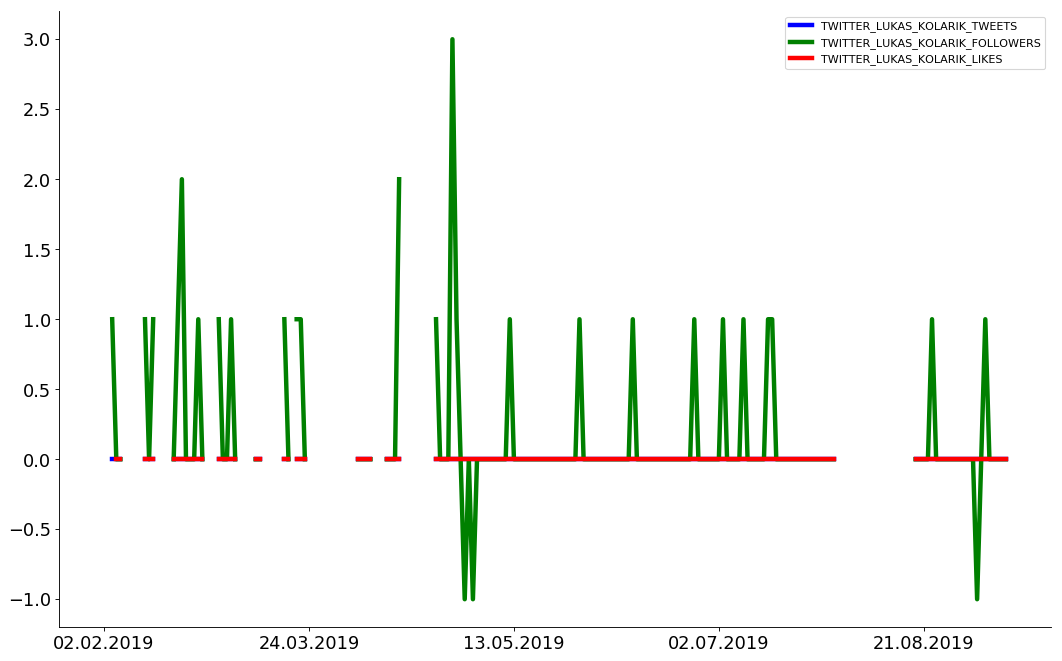 TWITTER_LUKAS_KOLARIK_TWEETS
TWITTER_LUKAS_KOLARIK_FOLLOWERS
TWITTER_LUKAS_KOLARIK_LIKES
3.0
2.5
2.0
1.5
1.0
0.5
0.0
−0.5
−1.0
02.02.2019 24.03.2019 13.05.2019 02.07.2019 21.08.2019